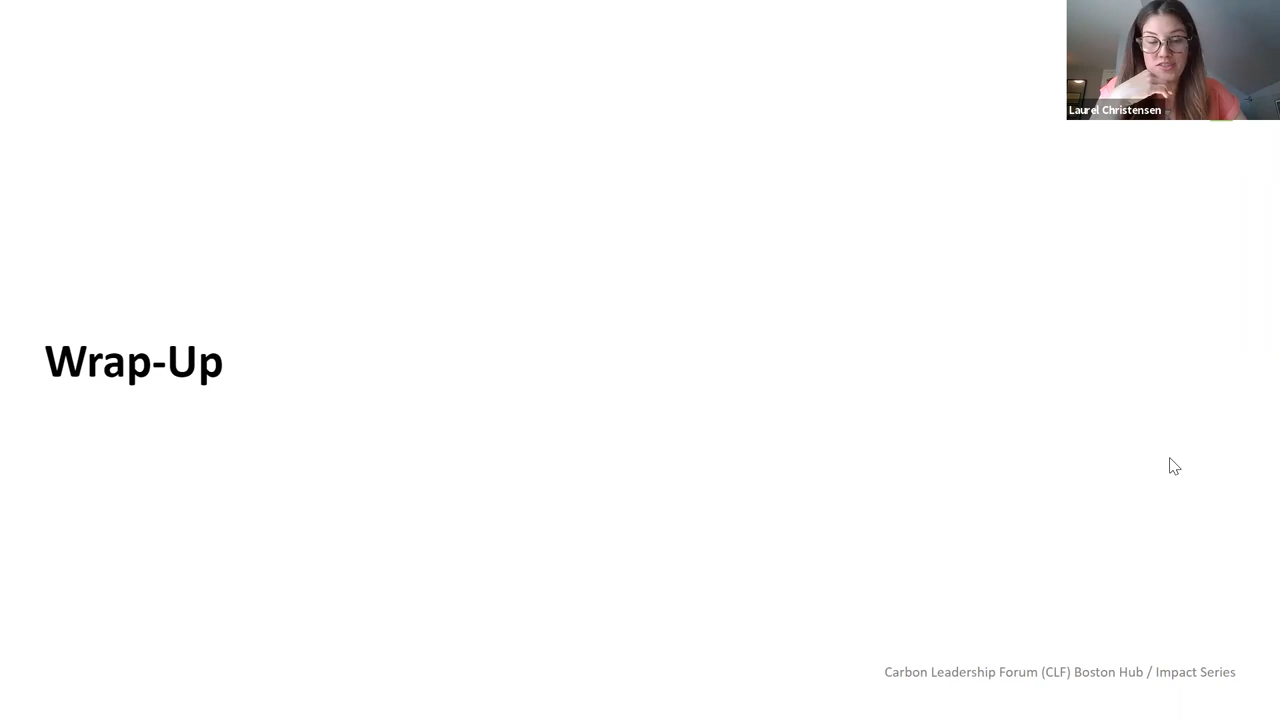 Laurel Christensen
Wrap-Up
Carbon Leadership Forum (CLF) Boston Hub / Impact Series